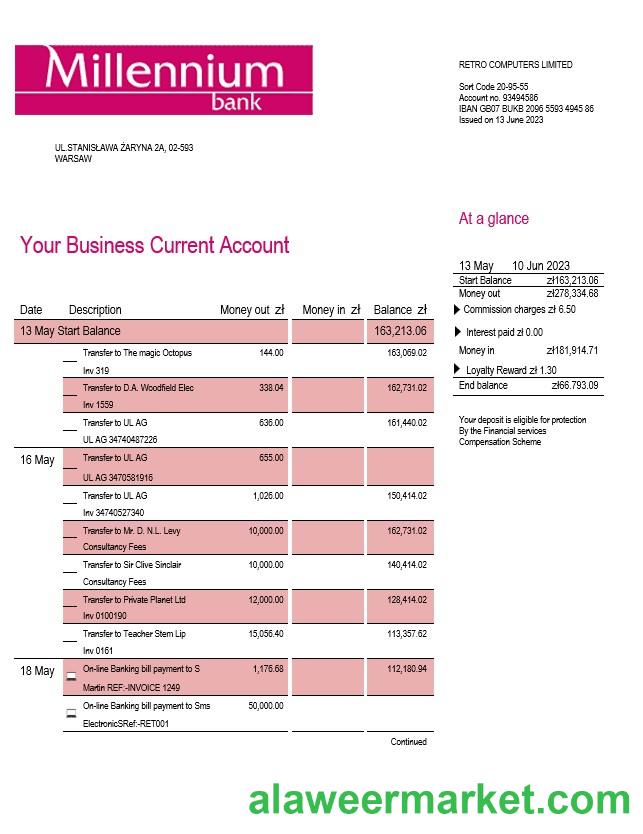 Millennium
bank
RETRO COMPUTERS LIMITED
Sort Code 20-95-55
Account no. 93494586
IBAN GB07 BUKB 2096 5593 4945 86
Issued on 13 June 2023
UL.STANISŁAWA ŻARYNA 2A, 02-593
WARSAW
At a glance
Your Business Current Account
13 May 10 Jun 2023
Start Balance zł163,213.06
Money out zł278,334.68
Commission charges zł 6.50
Interest paid zł 0.00
Money in zł181,914.71
Loyalty Reward zł 1.30
End balance zł66.793.09
Your deposit is eligible for protection
By the Financial services
Compensation Scheme
Date Description Money out zł Money in zł Balance zł
13 May Start Balance 163,213.06
Transfer to The magic Octopus 144.00 163,069.02
Inv 319
Transfer to D.A. Woodfield Elec 338.04 162,731.02
Inv 1559
Transfer to UL AG 636.00 161,440.02
UL AG 34740487226
16 May Transfer to UL AG 655.00
UL AG 3470581916
Transfer to UL AG 1,026.00 150,414.02
Inv 34740527340
Transfer to Mr. D. N.L. Levy 10,000.00 162,731.02
Consultancy Fees
Transfer to Sir Clive Sinclair 10,000.00 140,414.02
Consultancy Fees
Transfer to Private Planet Ltd 12,000.00 128,414.02
Inv 0100190
Transfer to Teacher Stem Lip 15,056.40 113,357.62
Inv 0161
18 May On-line Banking bill payment to S 1,176.68 112,180.94
Martin REF:-INVOICE 1249
On-line Banking bill payment to Sms 50,000.00
ElectronicSRef:-RET001
Continued
alaweermarket.com